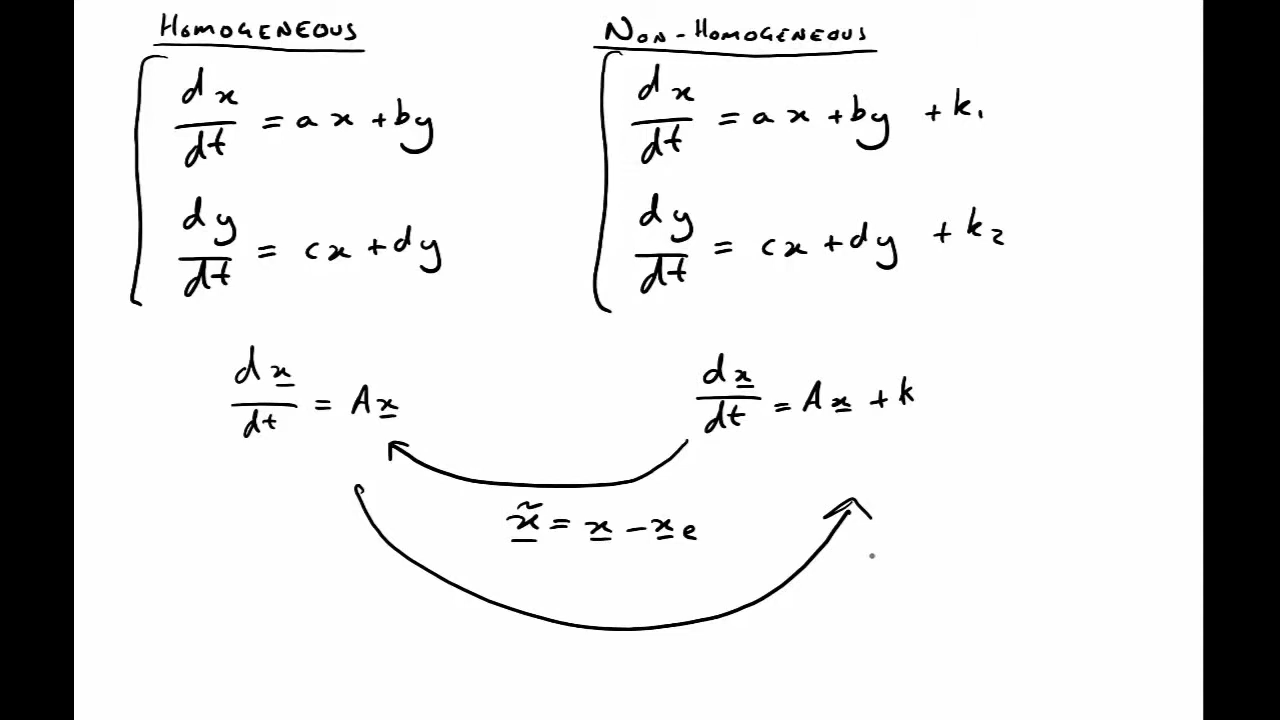 HOMOGENEOUS
dx/dt = ax + by
dy/dt = cx + dy
dx̲/dt = Ax̲
NON-HOMOGENEOUS
dx/dt = ax + by + k₁
dy/dt = cx + dy + k₂
dx̲/dt = Ax̲ + k
x̲̃ = x̲ - x̲e